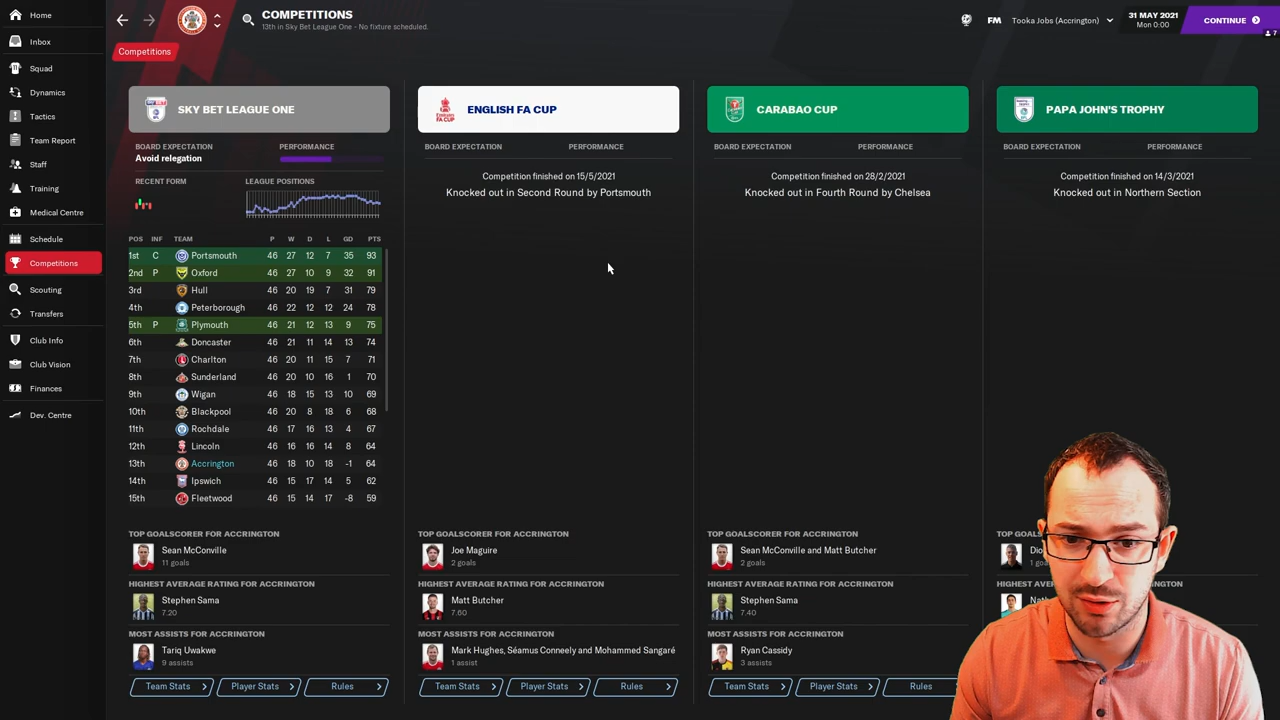 Home
Inbox
Squad
Dynamics
Tactics
Team Report
Staff
Training
Medical Centre
Schedule
Competitions
Scouting
Transfers
Club Info
Club Vision
Finances
Dev. Centre
COMPETITIONS
13th in Sky Bet League One - No fixture scheduled.
FM
Tooka Jobs (Accrington)
31 MAY 2021
Mon 0:00
CONTINUE
7
Competitions
SKY BET LEAGUE ONE
BOARD EXPECTATION PERFORMANCE
Avoid relegation
RECENT FORM LEAGUE POSITIONS
POS INF TEAM P W D L GD PTS
1st C Portsmouth 46 27 12 7 35 93
2nd P Oxford 46 27 10 9 32 91
3rd Hull 46 20 19 7 31 79
4th Peterborough 46 22 12 12 24 78
5th P Plymouth 46 21 12 13 9 75
6th Doncaster 46 21 11 14 13 74
7th Charlton 46 20 11 15 7 71
8th Sunderland 46 20 10 16 1 70
9th Wigan 46 18 15 13 10 69
10th Blackpool 46 20 8 18 6 68
11th Rochdale 46 17 16 13 4 67
12th Lincoln 46 16 16 14 8 64
13th Accrington 46 18 10 18 -1 64
14th Ipswich 46 15 17 14 5 62
15th Fleetwood 46 15 14 17 -8 59
TOP GOALSCORER FOR ACCRINGTON
Sean McConville
11 goals
HIGHEST AVERAGE RATING FOR ACCRINGTON
Stephen Sama
7.20
MOST ASSISTS FOR ACCRINGTON
Tariq Uwakwe
9 assists
Team Stats Player Stats Rules
ENGLISH FA CUP
BOARD EXPECTATION PERFORMANCE
Competition finished on 15/5/2021
Knocked out in Second Round by Portsmouth
TOP GOALSCORER FOR ACCRINGTON
Joe Maguire
2 goals
HIGHEST AVERAGE RATING FOR ACCRINGTON
Matt Butcher
7.60
MOST ASSISTS FOR ACCRINGTON
Mark Hughes, Séamus Conneely and Mohammed Sangaré
1 assist
Team Stats Player Stats Rules
CARABAO CUP
BOARD EXPECTATION PERFORMANCE
Competition finished on 28/2/2021
Knocked out in Fourth Round by Chelsea
TOP GOALSCORER FOR ACCRINGTON
Sean McConville and Matt Butcher
2 goals
HIGHEST AVERAGE RATING FOR ACCRINGTON
Stephen Sama
7.40
MOST ASSISTS FOR ACCRINGTON
Ryan Cassidy
3 assists
Team Stats Player Stats Rules
PAPA JOHN'S TROPHY
BOARD EXPECTATION PERFORMANCE
Competition finished on 14/3/2021
Knocked out in Northern Section
ACCRINGTON